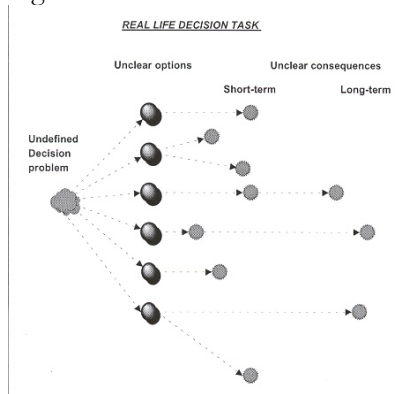 REAL LIFE DECISION TASK
Unclear options
Unclear consequences
Short-term
Long-term
Undefined
Decision
problem